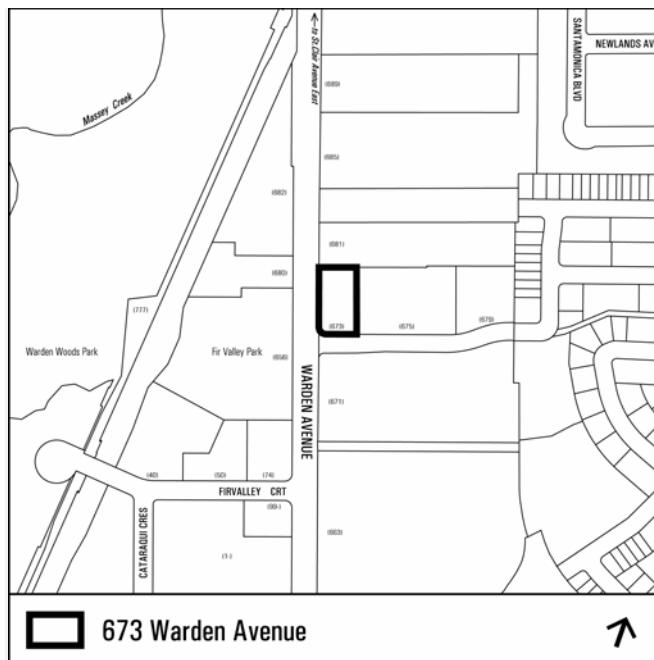 to St.Clair Avenue East
SANTAMONICA BLVD
NEWLANDS AV
Massey Creek
(689)
(685)
(682)
(681)
(680)
(777)
(673)
(675)
(679)
Warden Woods Park
Fir Valley Park
(656)
WARDEN AVENUE
(671)
(40)
(50)
(74)
FIRVALLEY CRT
(99-)
CATARAQUI CRES
(1-)
(663)
673 Warden Avenue